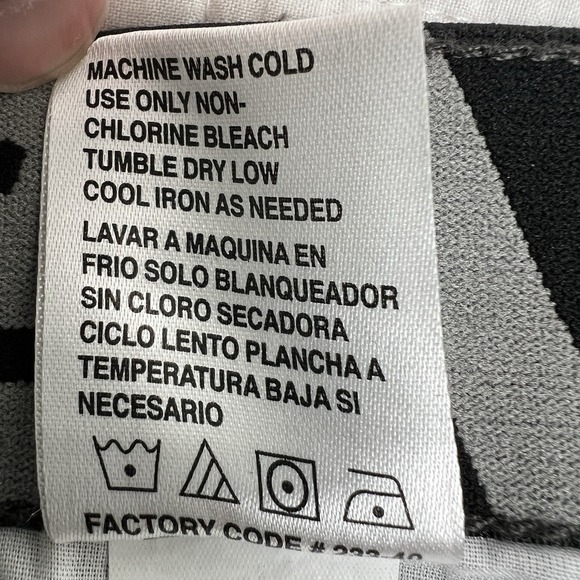 MACHINE WASH COLD
USE ONLY NON-
CHLORINE BLEACH
TUMBLE DRY LOW
COOL IRON AS NEEDED
LAVAR A MAQUINA EN
FRIO SOLO BLANQUEADOR
SIN CLORO SECADORA
CICLO LENTO PLANCHA A
TEMPERATURA BAJA SI
NECESARIO
FACTORY CODE #